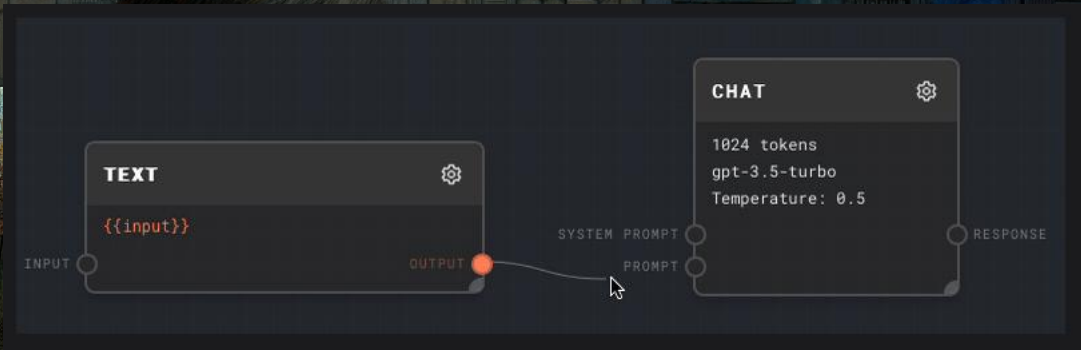 TEXT
{{input}}
INPUT
OUTPUT
CHAT
1024 tokens
gpt-3.5-turbo
Temperature: 0.5
SYSTEM PROMPT
PROMPT
RESPONSE